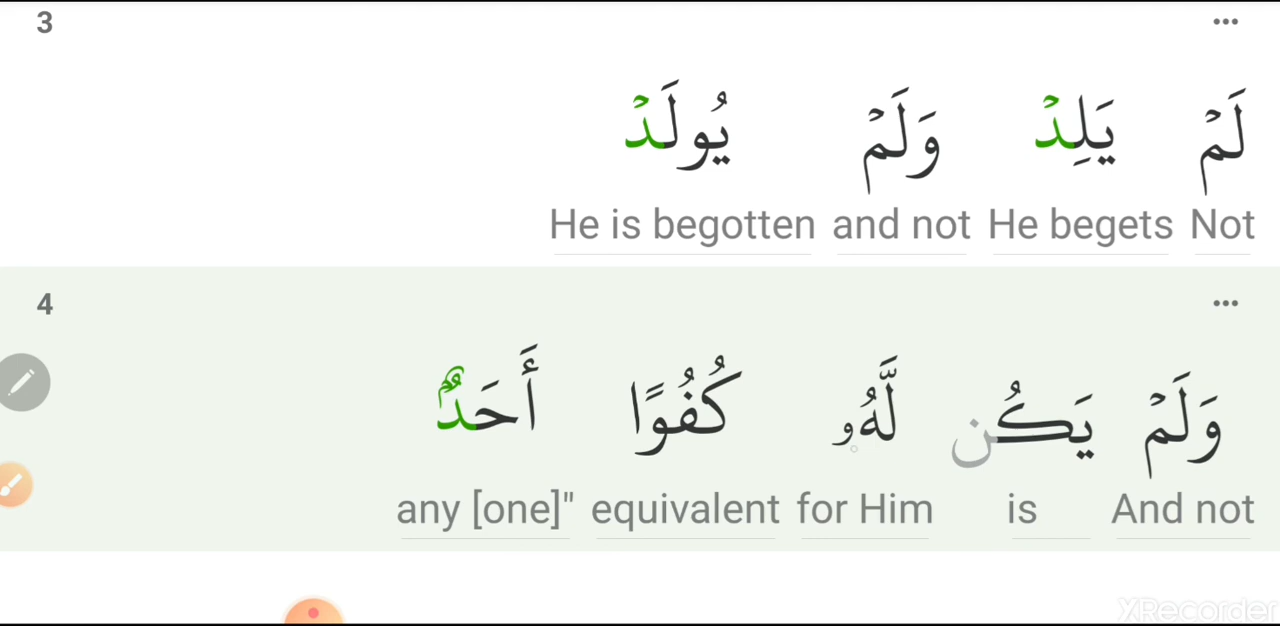 3
لَمۡ يَلِدۡ وَلَمۡ يُولَدۡ
Not He begets and not He is begotten
4
وَلَمۡ يَكُن لَّهُۥ كُفُوًا أَحَدٌۢ
And not is for Him equivalent any [one]"
XRecorder